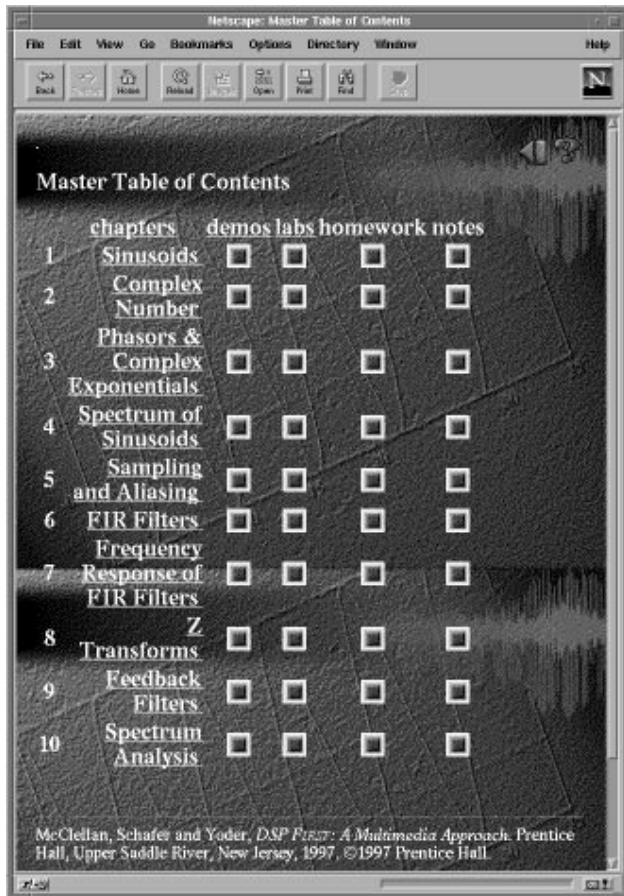 Netscape: Master Table of Contents
File Edit View Go Bookmarks Options Directory Window Help
Back Home Reload Open Print Find
N
Master Table of Contents
chapters demos labs homework notes
1 Sinusoids
2 Complex
Number
Phasors &
3 Complex
Exponentials
4 Spectrum of
Sinusoids
5 Sampling
and Aliasing
6 FIR Filters
Frequency
7 Response of
FIR Filters
8 Z
Transforms
9 Feedback
Filters
10 Spectrum
Analysis
McClellan, Schafer and Yoder, DSP FIRST: A Multimedia Approach. Prentice
Hall, Upper Saddle River, New Jersey, 1997, ©1997 Prentice Hall.